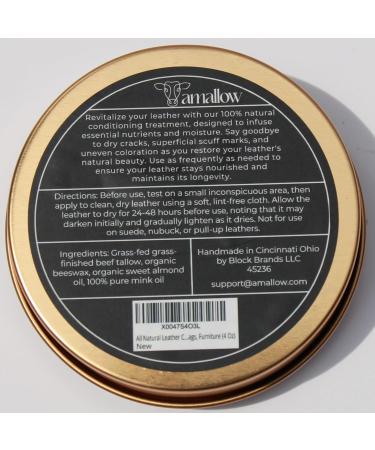 amallow
Revitalize your leather with our 100% natural
conditioning treatment, designed to infuse
essential nutrients and moisture. Say goodbye
to dry cracks, superficial scuff marks, and
uneven coloration as you restore your leather's
natural beauty. Use as frequently as needed to
ensure your leather stays nourished and
maintains its longevity.
Directions: Before use, test on a small inconspicuous area, then
apply to clean, dry leather using a soft, lint-free cloth. Allow the
leather to dry for 24-48 hours before use, noting that it may
darken initially and gradually lighten as it dries. Not for use
on suede, nubuck, or pull-up leathers.
Ingredients: Grass-fed grass-
finished beef tallow, organic
beeswax, organic sweet almond
oil, 100% pure mink oil
Handmade in Cincinnati Ohio
by Block Brands LLC
45236
support@amallow.com
X0047S4O3L
All Natural Leather C...ags, Furniture (4 Oz)
New